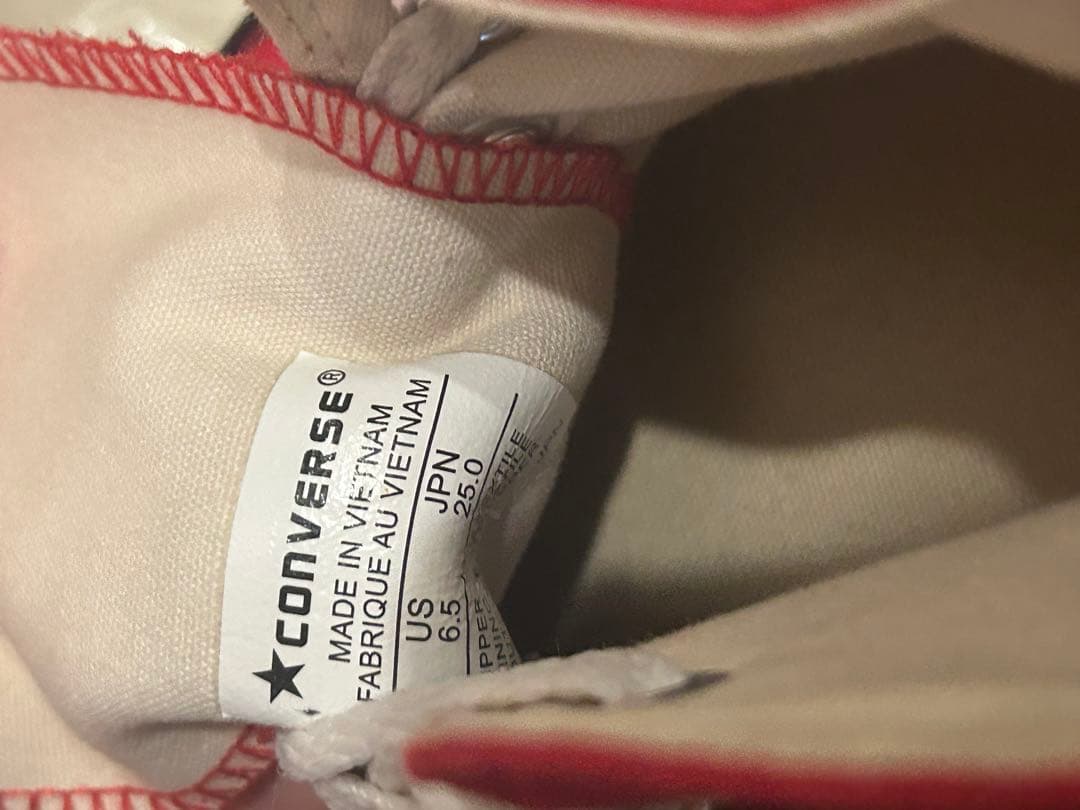 ★CONVERSE®
MADE IN VIETNAM
FABRIQUE AU VIETNAM
US JPN
6.5 25.0